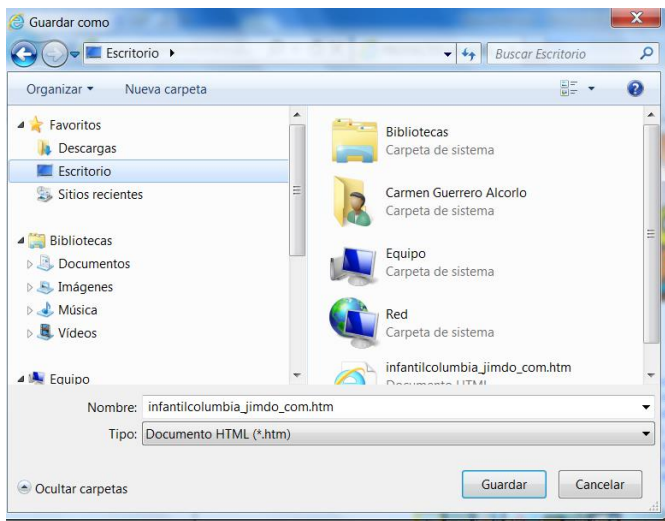 Guardar como
Escritorio
Buscar Escritorio
Organizar
Nueva carpeta
Favoritos
Descargas
Escritorio
Sitios recientes
Bibliotecas
Documentos
Imágenes
Música
Vídeos
Equipo
Bibliotecas
Carpeta de sistema
Carmen Guerrero Alcorlo
Carpeta de sistema
Equipo
Carpeta de sistema
Red
Carpeta de sistema
infantilcolumbia_jimdo_com.htm
Documento HTML
Nombre: infantilcolumbia_jimdo_com.htm
Tipo: Documento HTML (*.htm)
Ocultar carpetas
Guardar
Cancelar